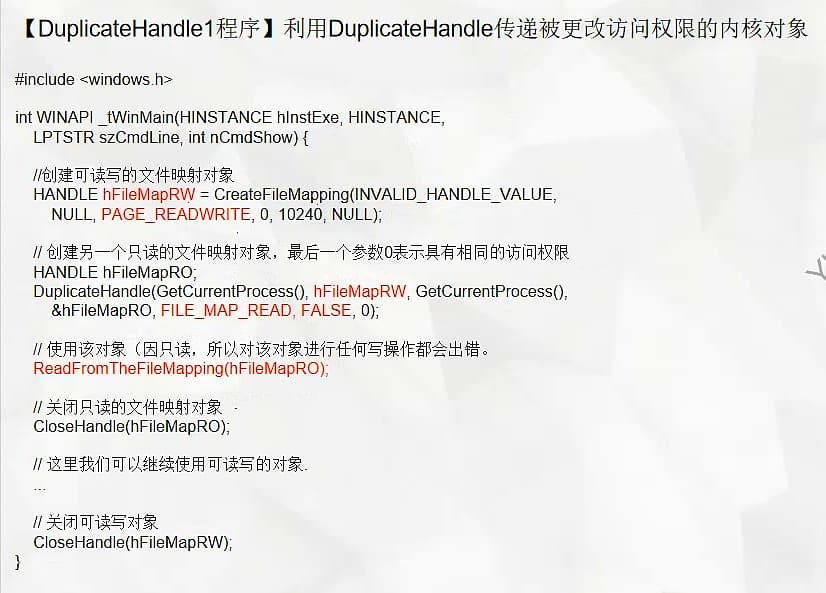 【DuplicateHandle1程序】利用DuplicateHandle传递被更改访问权限的内核对象
#include <windows.h>
int WINAPI _tWinMain(HINSTANCE hInstExe, HINSTANCE,
LPTSTR szCmdLine, int nCmdShow) {
//创建可读写的文件映射对象
HANDLE hFileMapRW = CreateFileMapping(INVALID_HANDLE_VALUE,
NULL, PAGE_READWRITE, 0, 10240, NULL);
// 创建另一个只读的文件映射对象，最后一个参数0表示具有相同的访问权限
HANDLE hFileMapRO;
DuplicateHandle(GetCurrentProcess(), hFileMapRW, GetCurrentProcess(),
&hFileMapRO, FILE_MAP_READ, FALSE, 0);
// 使用该对象（因只读，所以对该对象进行任何写操作都会出错。
ReadFromTheFileMapping(hFileMapRO);
// 关闭只读的文件映射对象
CloseHandle(hFileMapRO);
// 这里我们可以继续使用可读写的对象.
...
// 关闭可读写对象
CloseHandle(hFileMapRW);
}